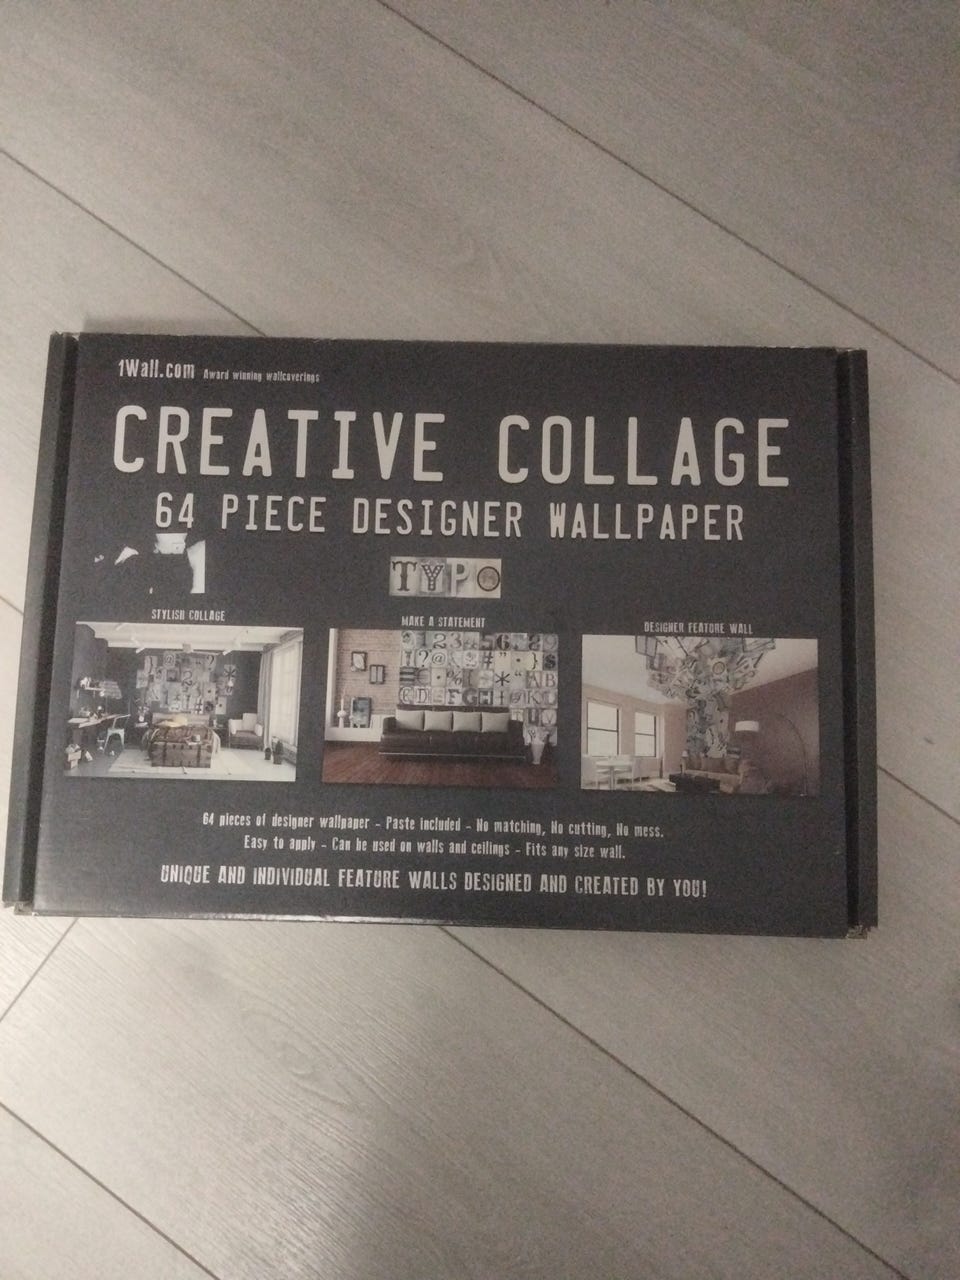 1Wall.com Award winning wallcoverings
CREATIVE COLLAGE
64 PIECE DESIGNER WALLPAPER
TYPO
STYLISH COLLAGE
MAKE A STATEMENT
DESIGNER FEATURE WALL
64 pieces of designer wallpaper - Paste included - No matching, No cutting, No mess.
Easy to apply - Can be used on walls and ceilings - Fits any size wall.
UNIQUE AND INDIVIDUAL FEATURE WALLS DESIGNED AND CREATED BY YOU!